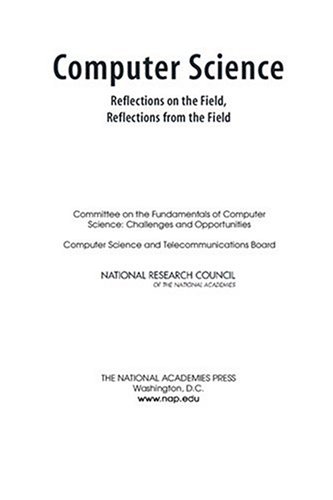 Computer Science
Reflections on the Field,
Reflections from the Field
Committee on the Fundamentals of Computer
Science: Challenges and Opportunities
Computer Science and Telecommunications Board
NATIONAL RESEARCH COUNCIL
OF THE NATIONAL ACADEMIES
THE NATIONAL ACADEMIES PRESS
Washington, D.C.
www.nap.edu